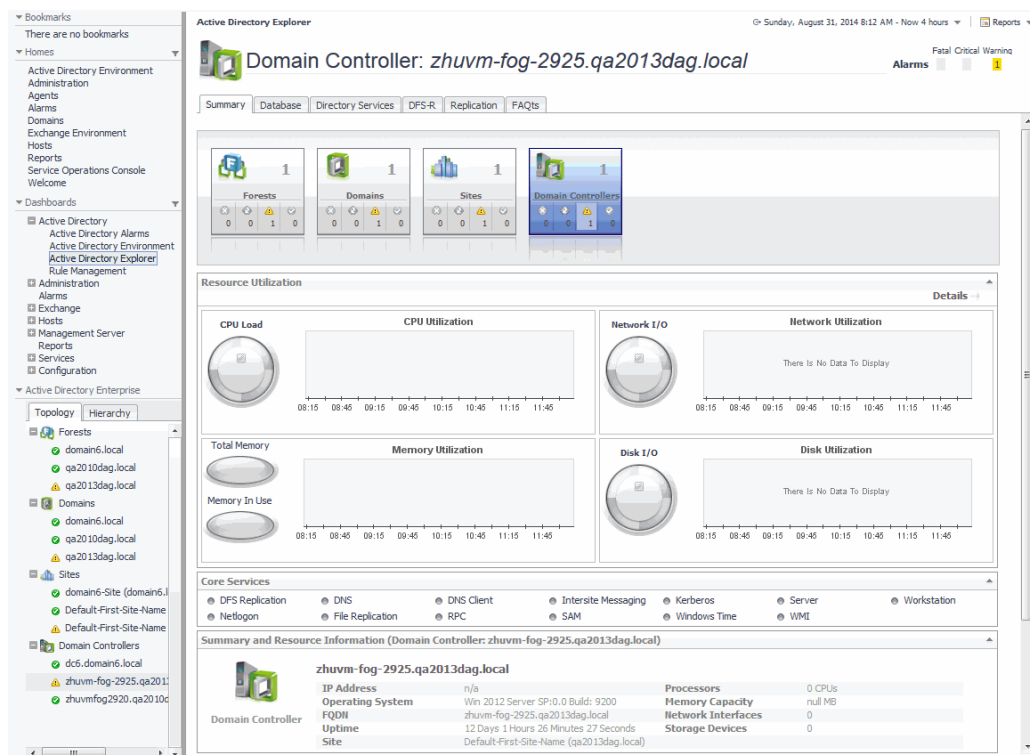 Bookmarks
There are no bookmarks
Homes
Active Directory Environment
Administration
Agents
Alarms
Domains
Exchange Environment
Hosts
Reports
Service Operations Console
Welcome
Dashboards
Active Directory
Active Directory Alarms
Active Directory Environment
Active Directory Explorer
Rule Management
Administration
Alarms
Exchange
Hosts
Management Server
Reports
Services
Configuration
Active Directory Enterprise
Topology Hierarchy
Forests
domain6.local
qa2010dag.local
qa2013dag.local
Domains
domain6.local
qa2010dag.local
qa2013dag.local
Sites
domain6-Site (domain6.l
Default-First-Site-Name
Default-First-Site-Name
Domain Controllers
dc6.domain6.local
zhuvm-fog-2925.qa201
zhuvmfog2920.qa2010d
Active Directory Explorer
Sunday, August 31, 2014 8:12 AM - Now 4 hours Reports
Domain Controller: zhuvm-fog-2925.qa2013dag.local
Fatal Critical Warning
Alarms 1
Summary Database Directory Services DFS-R Replication FAQts
1 1 1 1
Forests Domains Sites Domain Controllers
0 0 1 0 0 0 1 0 0 0 1 0 0 0 1 0
Resource Utilization
Details
CPU Load CPU Utilization
08:15 08:45 09:15 09:45 10:15 10:45 11:15 11:45
Network I/O Network Utilization
There Is No Data To Display
08:15 08:45 09:15 09:45 10:15 10:45 11:15 11:45
Total Memory Memory Utilization
Memory In Use
08:15 08:45 09:15 09:45 10:15 10:45 11:15 11:45
Disk I/O Disk Utilization
There Is No Data To Display
08:15 08:45 09:15 09:45 10:15 10:45 11:15 11:45
Core Services
DFS Replication DNS DNS Client Intersite Messaging Kerberos Server Workstation
Netlogon File Replication RPC SAM Windows Time WMI
Summary and Resource Information (Domain Controller: zhuvm-fog-2925.qa2013dag.local)
Domain Controller
zhuvm-fog-2925.qa2013dag.local
IP Address n/a Processors 0 CPUs
Operating System Win 2012 Server SP:0.0 Build: 9200 Memory Capacity null MB
FQDN zhuvm-fog-2925.qa2013dag.local Network Interfaces 0
Uptime 12 Days 1 Hours 26 Minutes 27 Seconds Storage Devices 0
Site Default-First-Site-Name (qa2013dag.local)